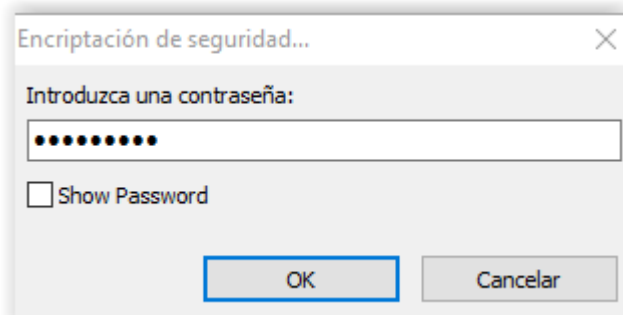 Encriptación de seguridad...
Introduzca una contraseña:
•••••••••
Show Password
OK
Cancelar